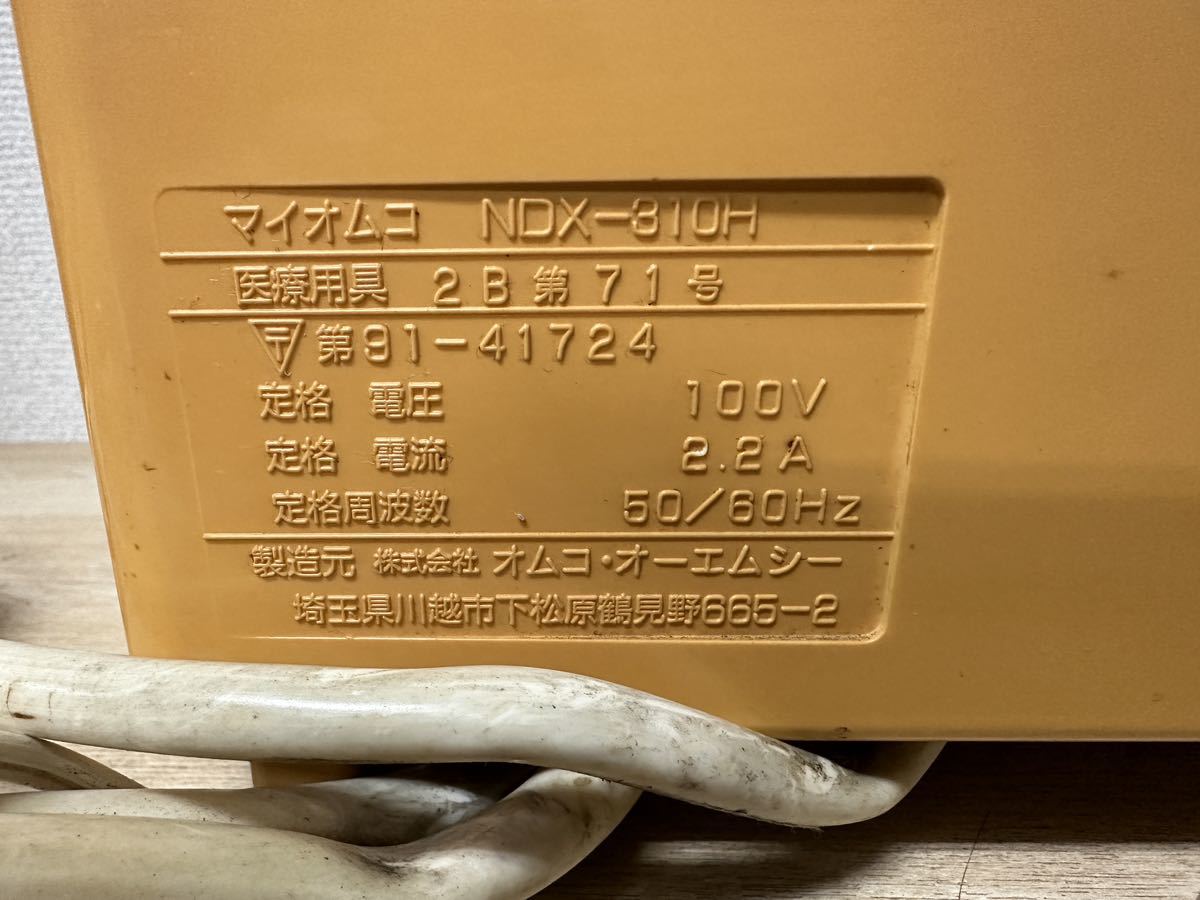 マイオムコ NDX-310H
医療用具 2B第71号
〒第91-41724
定格 電圧 100V
定格 電流 2.2A
定格周波数 50/60Hz
製造元 株式会社 オムコ・オーエムシー
埼玉県川越市下松原鶴見野665-2